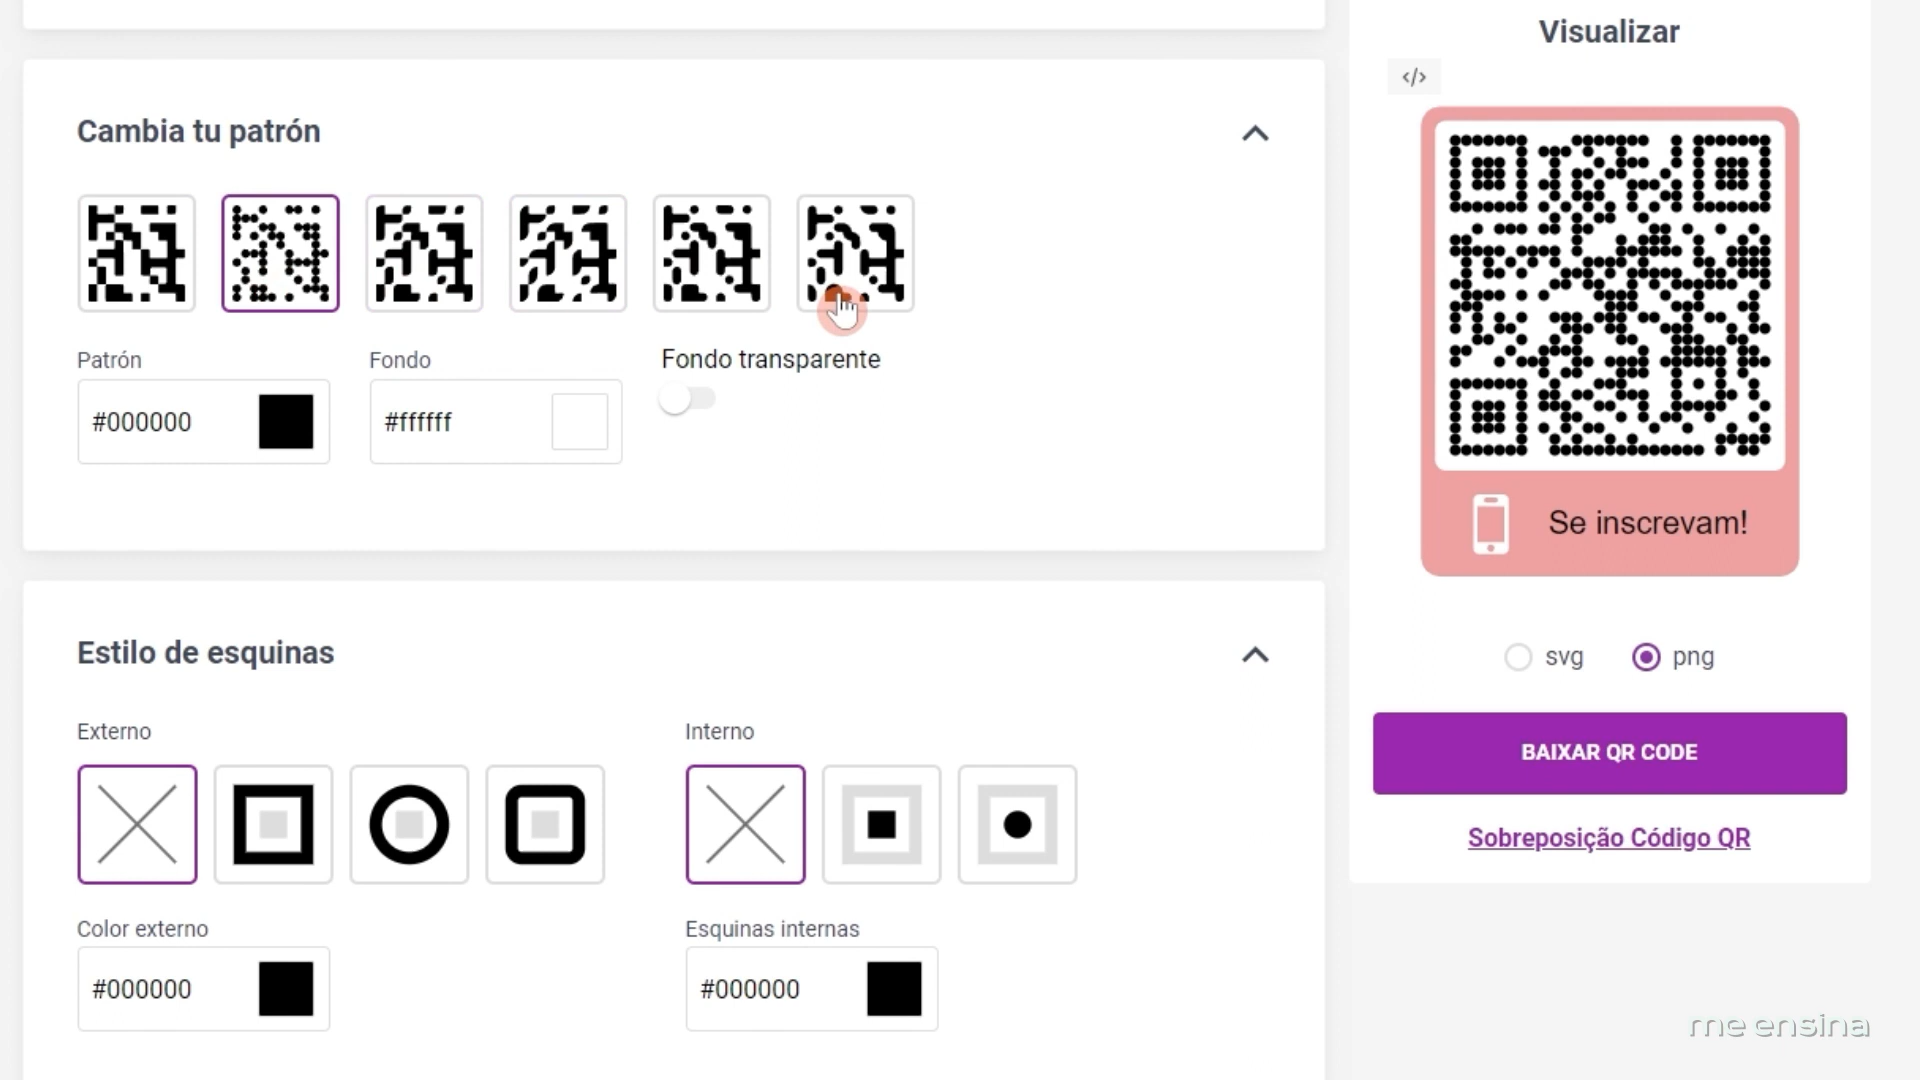 Cambia tu patrón
Patrón
#000000
Fondo
#ffffff
Fondo transparente
Estilo de esquinas
Externo
Interno
Color externo
#000000
Esquinas internas
#000000
Visualizar
</>
Se inscrevam!
svg
png
BAIXAR QR CODE
Sobreposição Código QR
me ensina